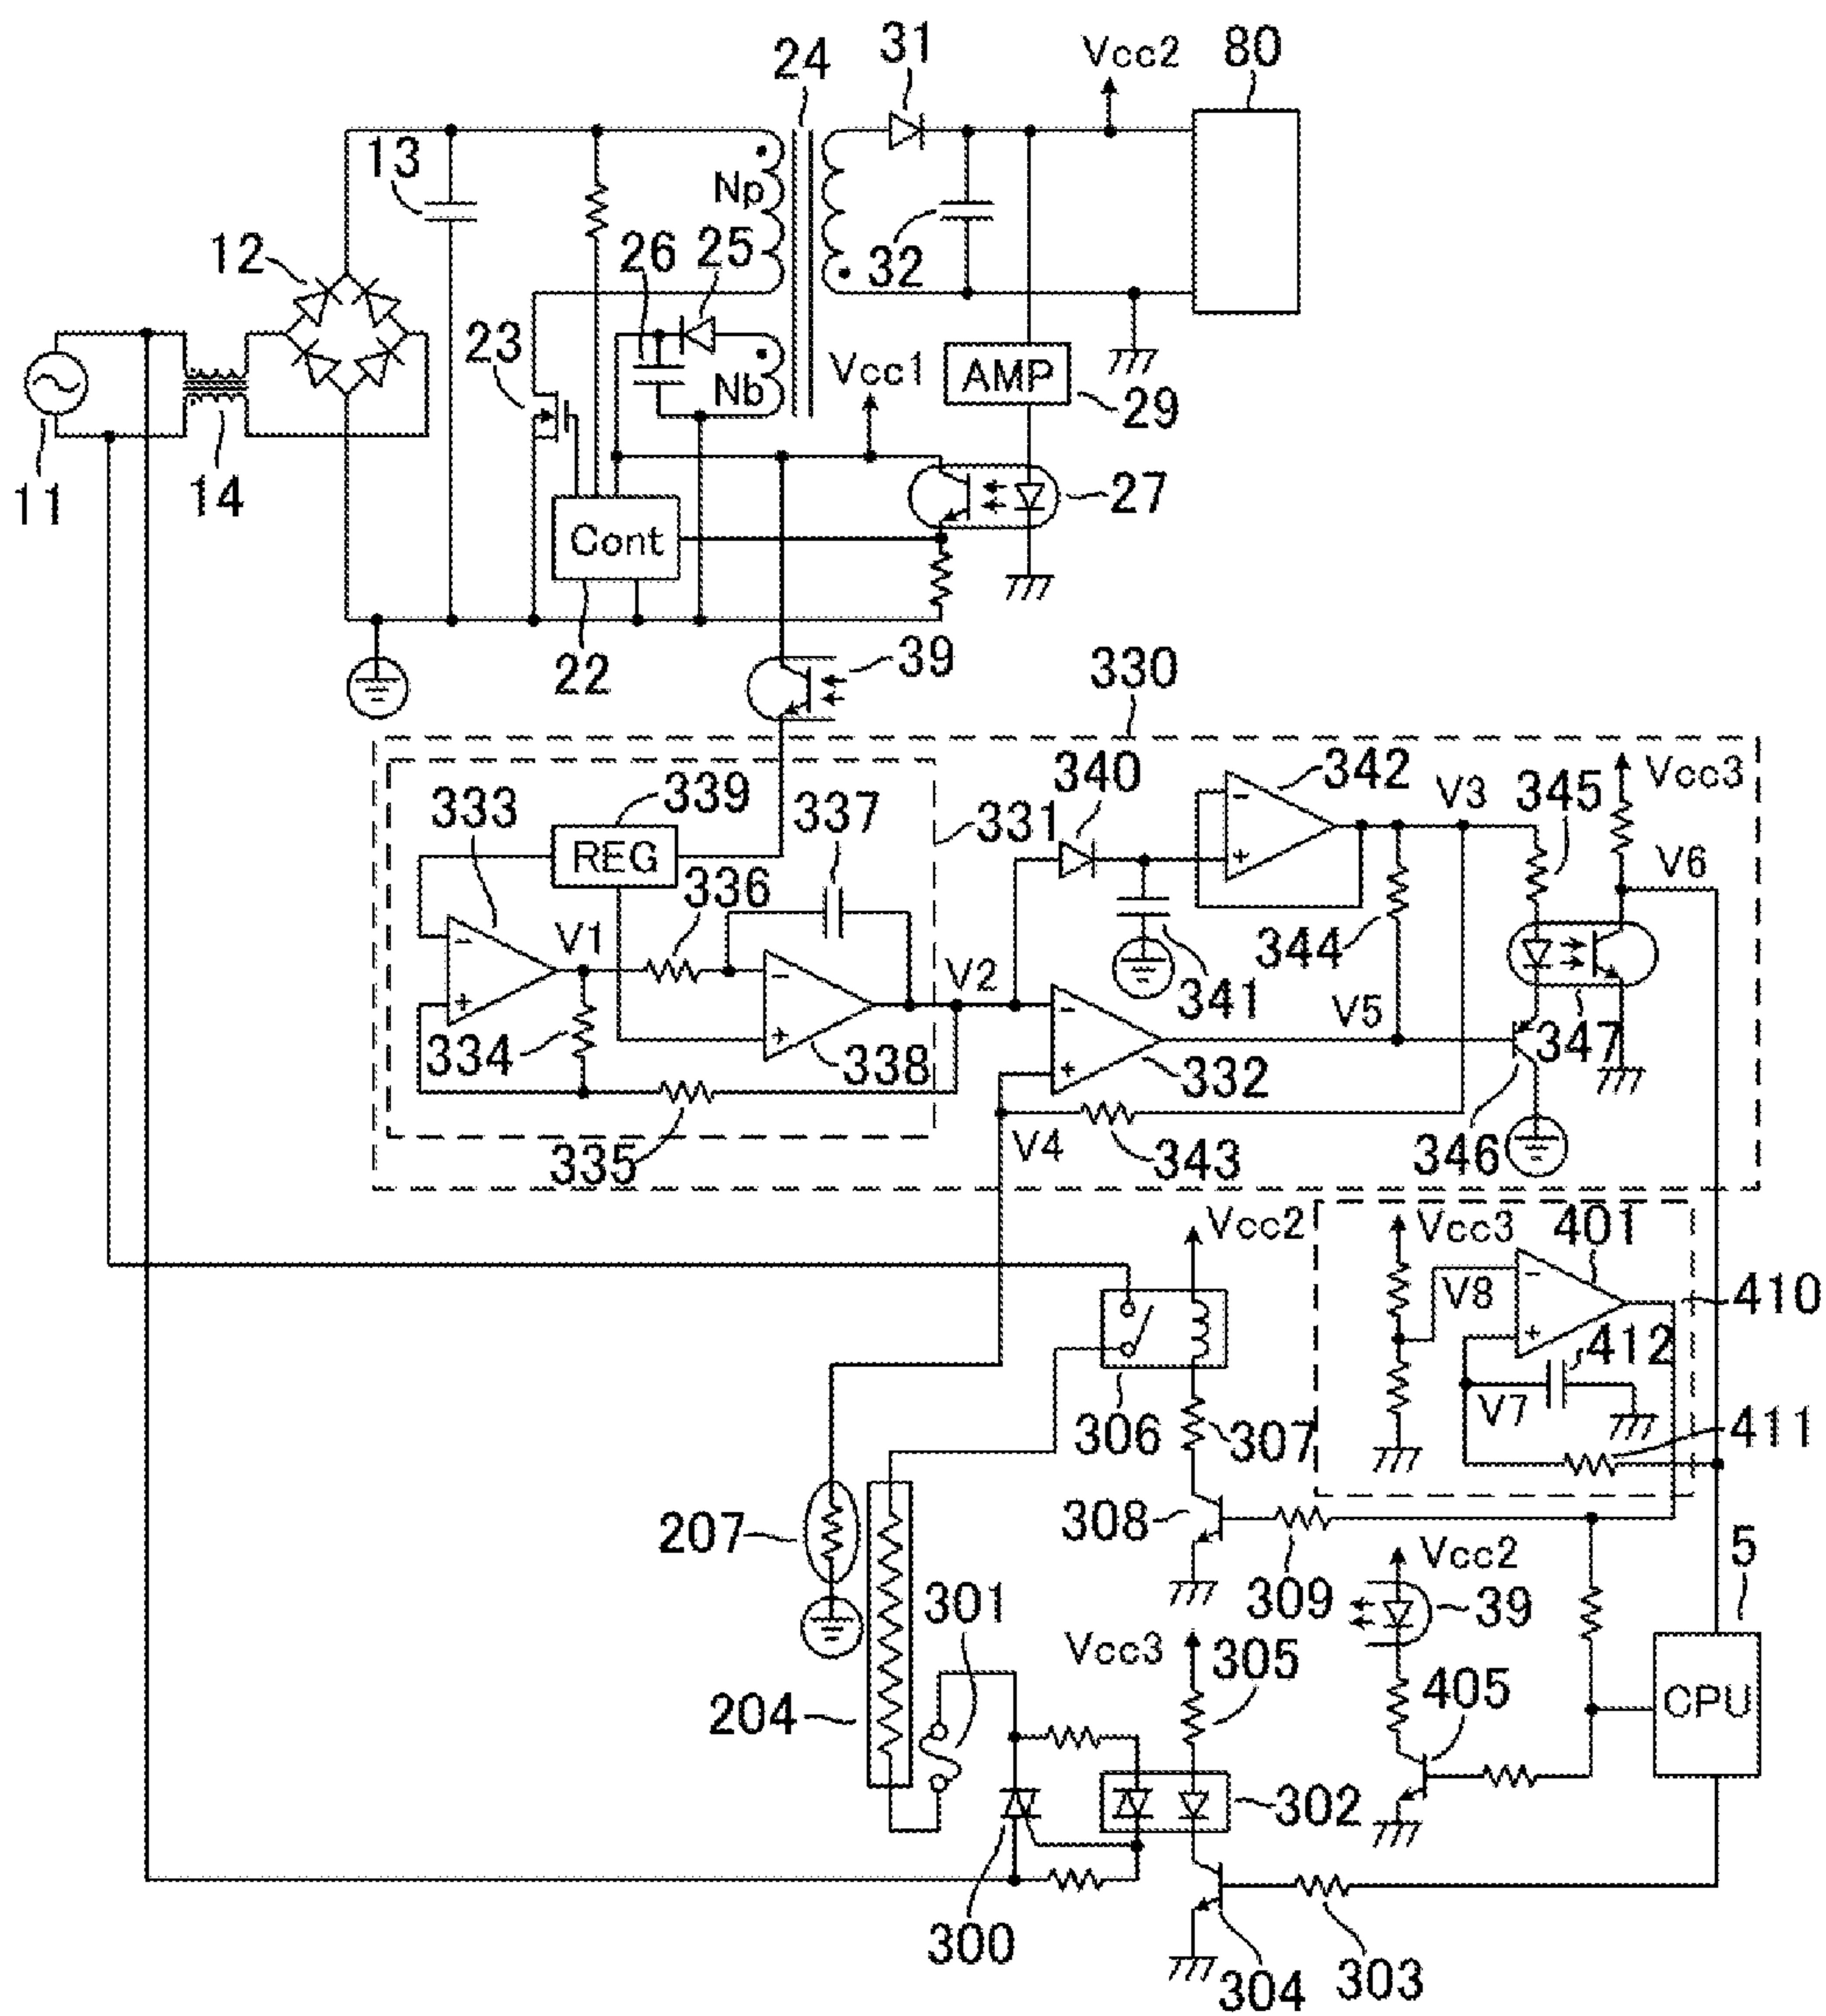 31
Vcc2
80
24
13
Np
12
26
25
32
23
Nb
Vcc1
AMP
29
11
14
27
Cont
22
39
330
340
342
V3
345
Vcc3
339
337
331
333
REG
336
V6
V1
344
V2
341
V5
334
338
332
347
335
V4
343
346
Vcc2
Vcc3
401
V8
410
412
306
307
V7
411
308
207
309
Vcc2
39
5
301
Vcc3
305
204
405
CPU
302
300
304
303